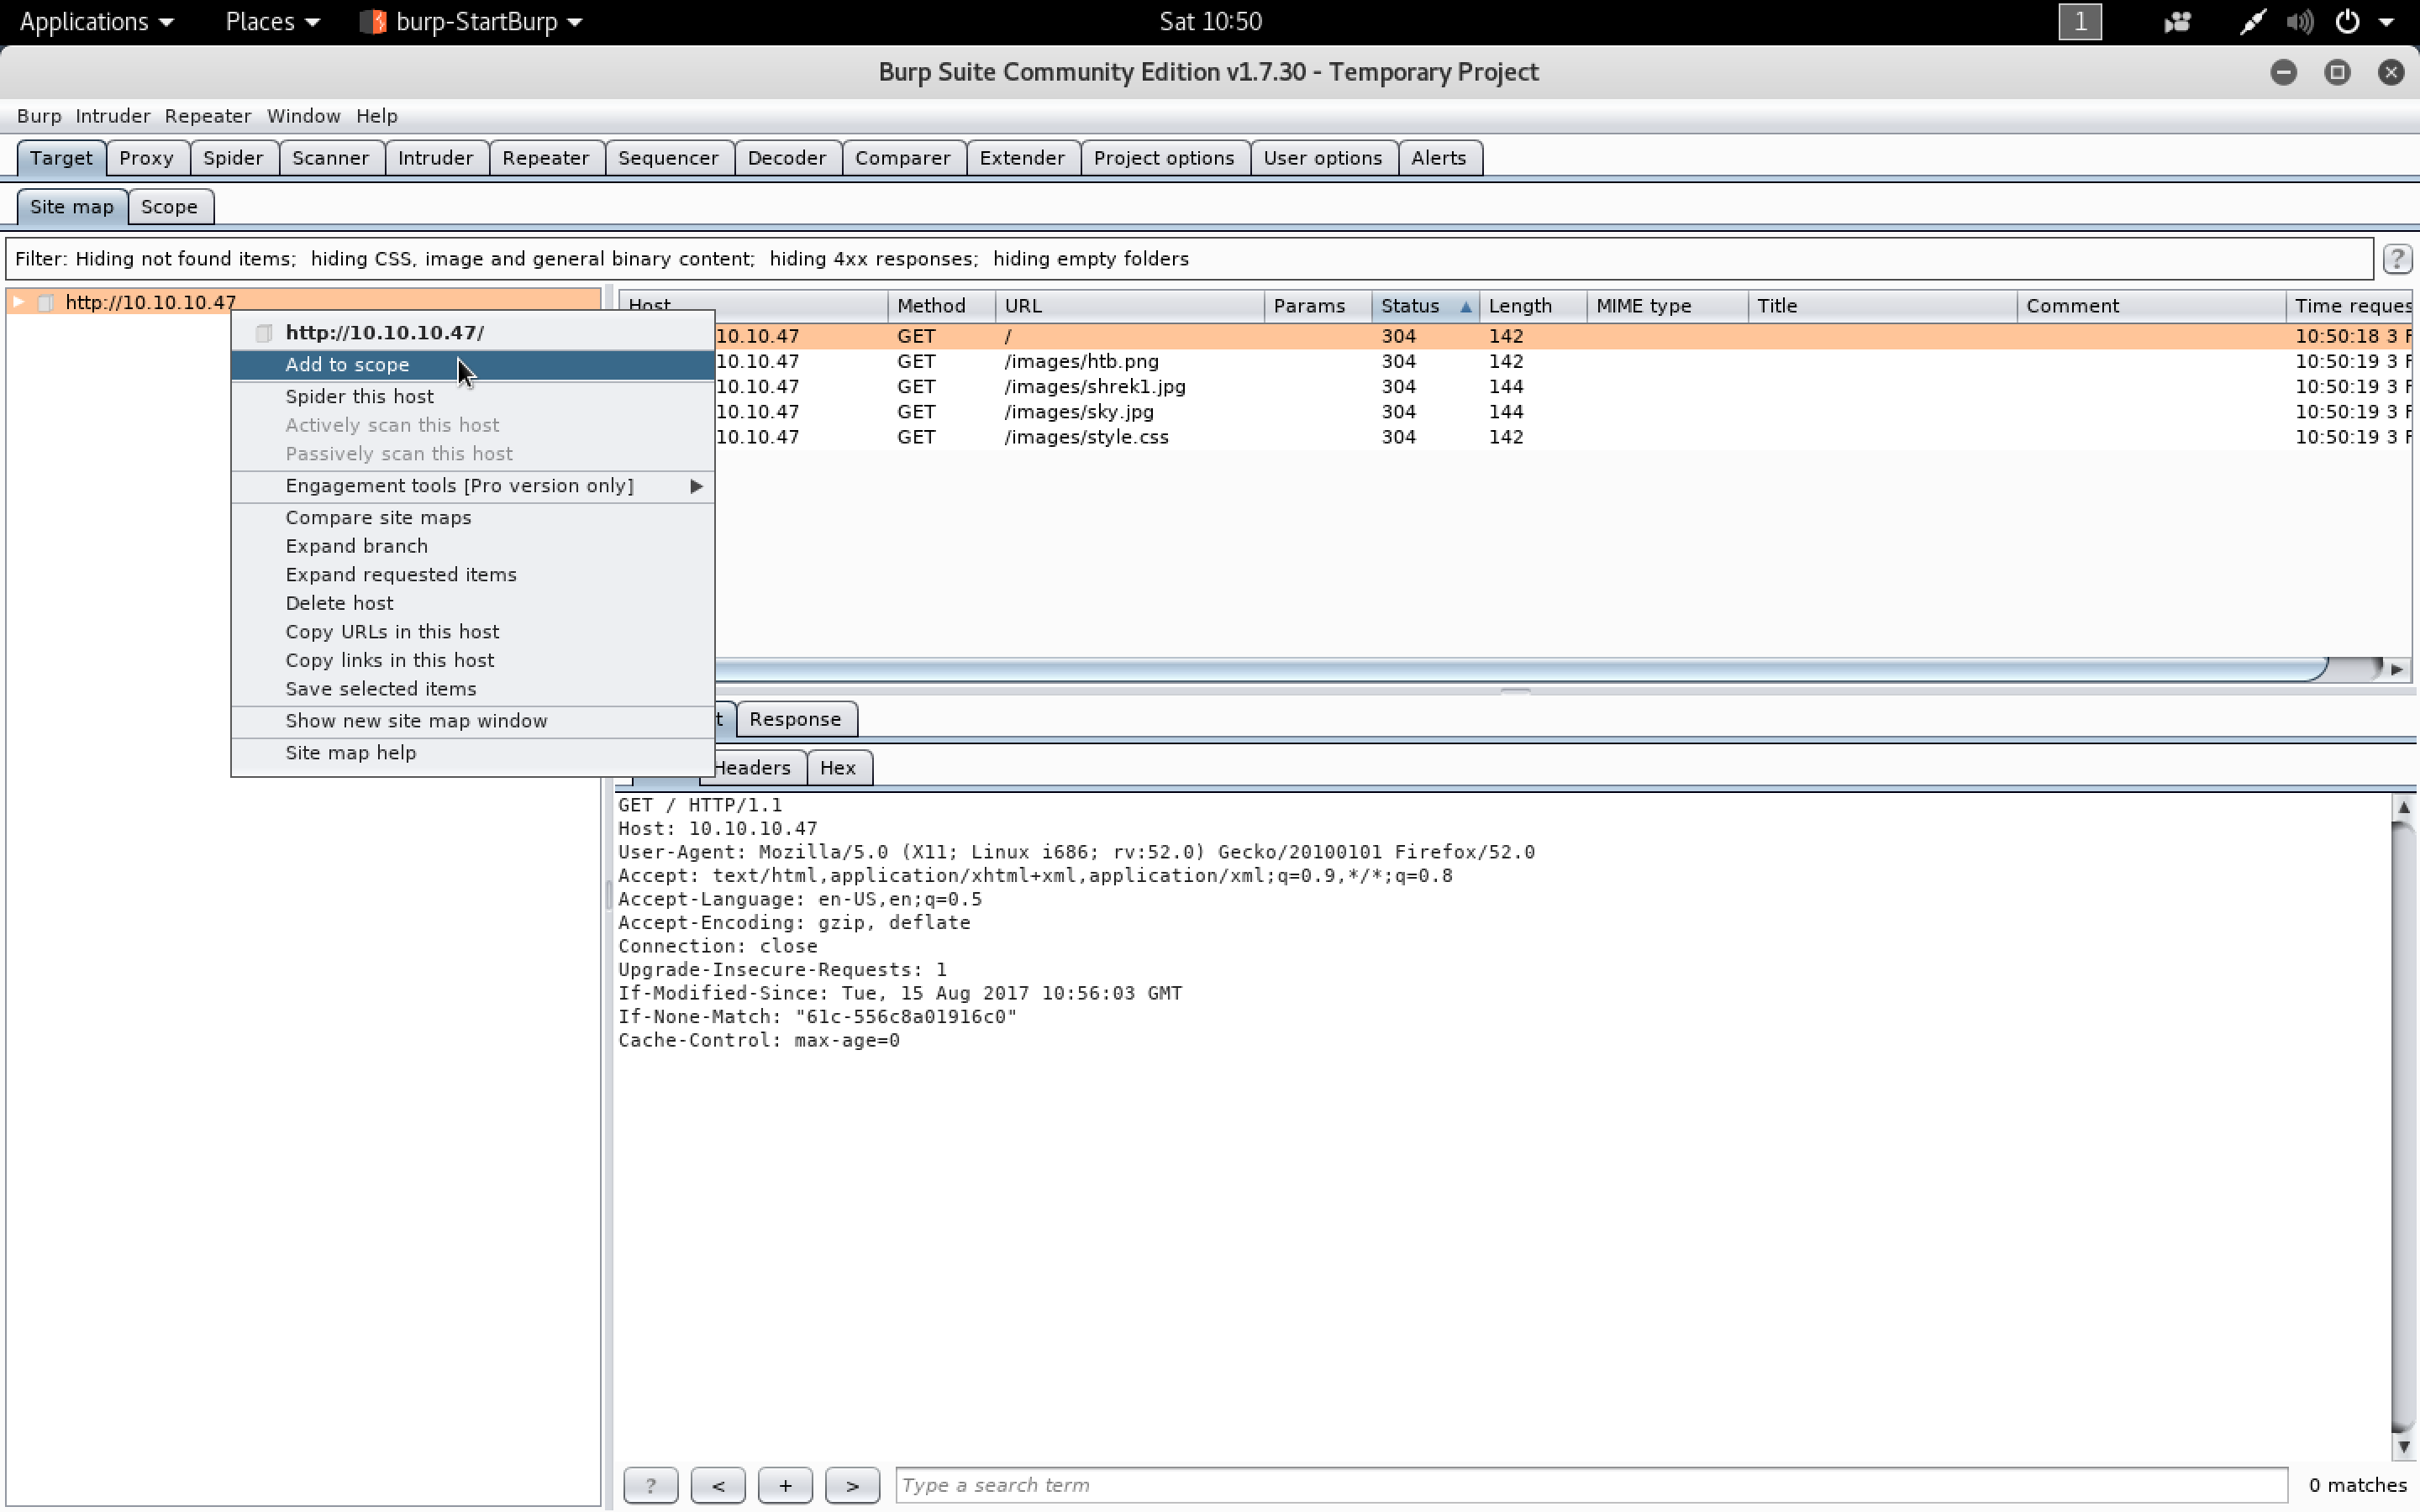 Applications Places burp-StartBurp Sat 10:50 1
Burp Suite Community Edition v1.7.30 - Temporary Project
Burp Intruder Repeater Window Help
Target Proxy Spider Scanner Intruder Repeater Sequencer Decoder Comparer Extender Project options User options Alerts
Site map Scope
Filter: Hiding not found items; hiding CSS, image and general binary content; hiding 4xx responses; hiding empty folders ?
http://10.10.10.47
http://10.10.10.47/
Add to scope
Spider this host
Actively scan this host
Passively scan this host
Engagement tools [Pro version only]
Compare site maps
Expand branch
Expand requested items
Delete host
Copy URLs in this host
Copy links in this host
Save selected items
Show new site map window
Site map help
Host Method URL Params Status Length MIME type Title Comment Time reques
10.10.47 GET / 304 142 10:50:18 3 F
10.10.47 GET /images/htb.png 304 142 10:50:19 3 F
10.10.47 GET /images/shrek1.jpg 304 144 10:50:19 3 F
10.10.47 GET /images/sky.jpg 304 144 10:50:19 3 F
10.10.47 GET /images/style.css 304 142 10:50:19 3 F
t Response
Headers Hex
GET / HTTP/1.1
Host: 10.10.10.47
User-Agent: Mozilla/5.0 (X11; Linux i686; rv:52.0) Gecko/20100101 Firefox/52.0
Accept: text/html,application/xhtml+xml,application/xml;q=0.9,*/*;q=0.8
Accept-Language: en-US,en;q=0.5
Accept-Encoding: gzip, deflate
Connection: close
Upgrade-Insecure-Requests: 1
If-Modified-Since: Tue, 15 Aug 2017 10:56:03 GMT
If-None-Match: "61c-556c8a01916c0"
Cache-Control: max-age=0
? < + > Type a search term 0 matches